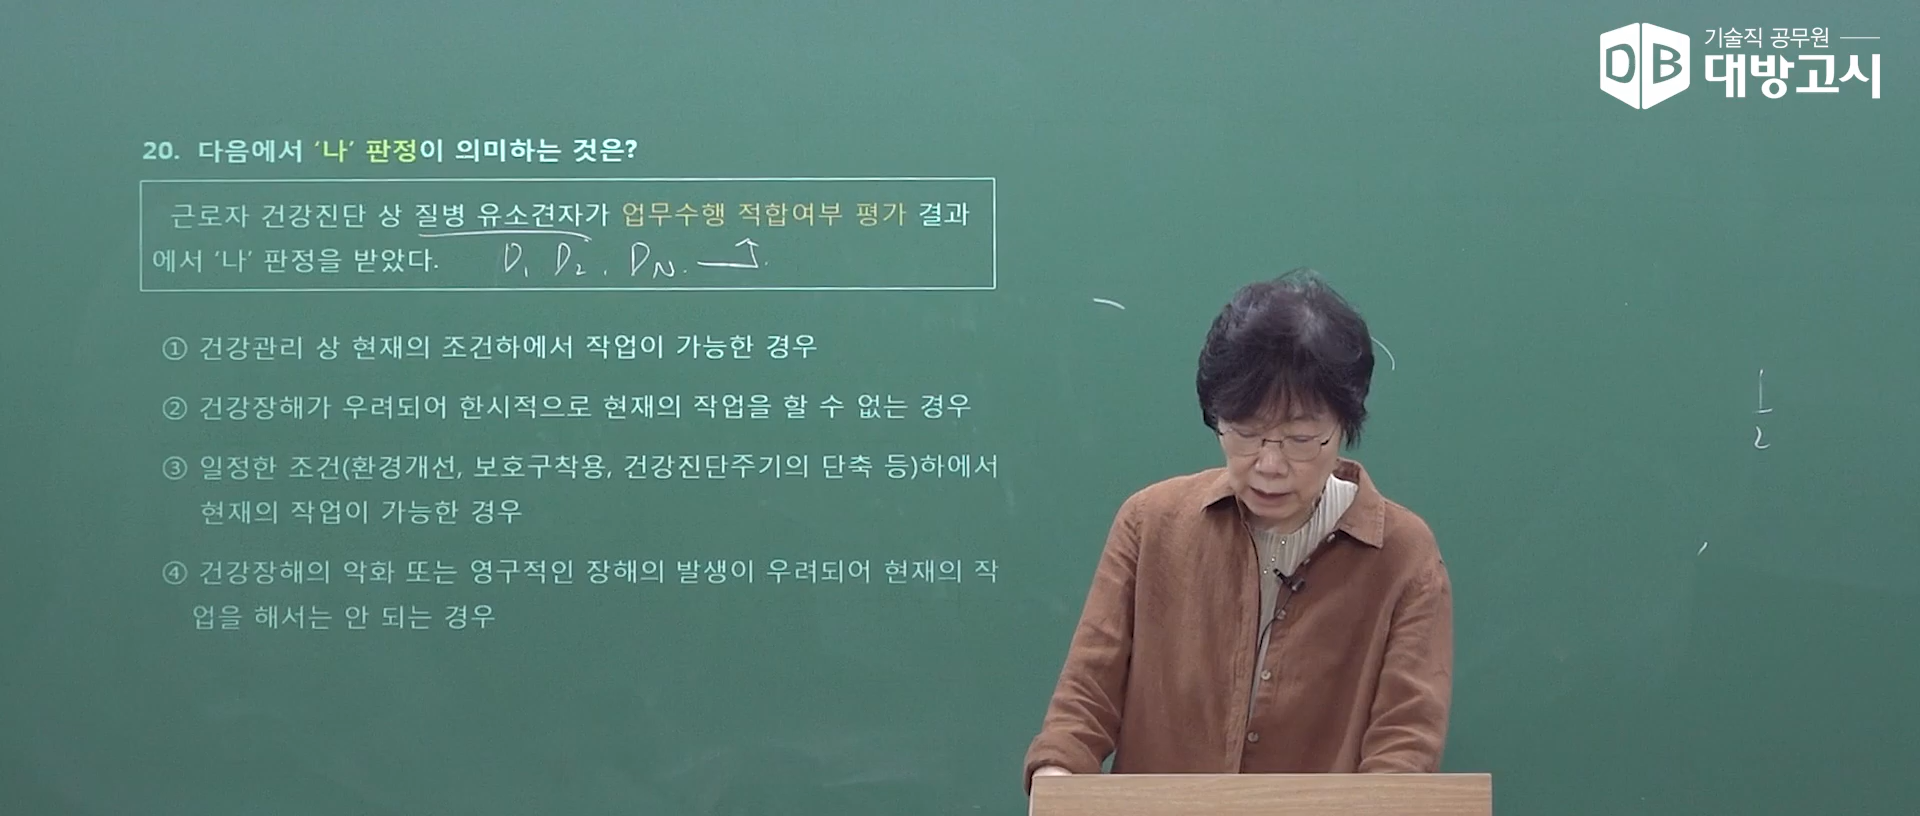 기술직 공무원
DB 대방고시
20. 다음에서 ‘나’ 판정이 의미하는 것은?
근로자 건강진단 상 질병 유소견자가 업무수행 적합여부 평가 결과
에서 ‘나’ 판정을 받았다. D₁ D₂. D_N. →
① 건강관리 상 현재의 조건하에서 작업이 가능한 경우
② 건강장해가 우려되어 한시적으로 현재의 작업을 할 수 없는 경우
③ 일정한 조건(환경개선, 보호구착용, 건강진단주기의 단축 등)하에서
현재의 작업이 가능한 경우
④ 건강장해의 악화 또는 영구적인 장해의 발생이 우려되어 현재의 작
업을 해서는 안 되는 경우
1
2